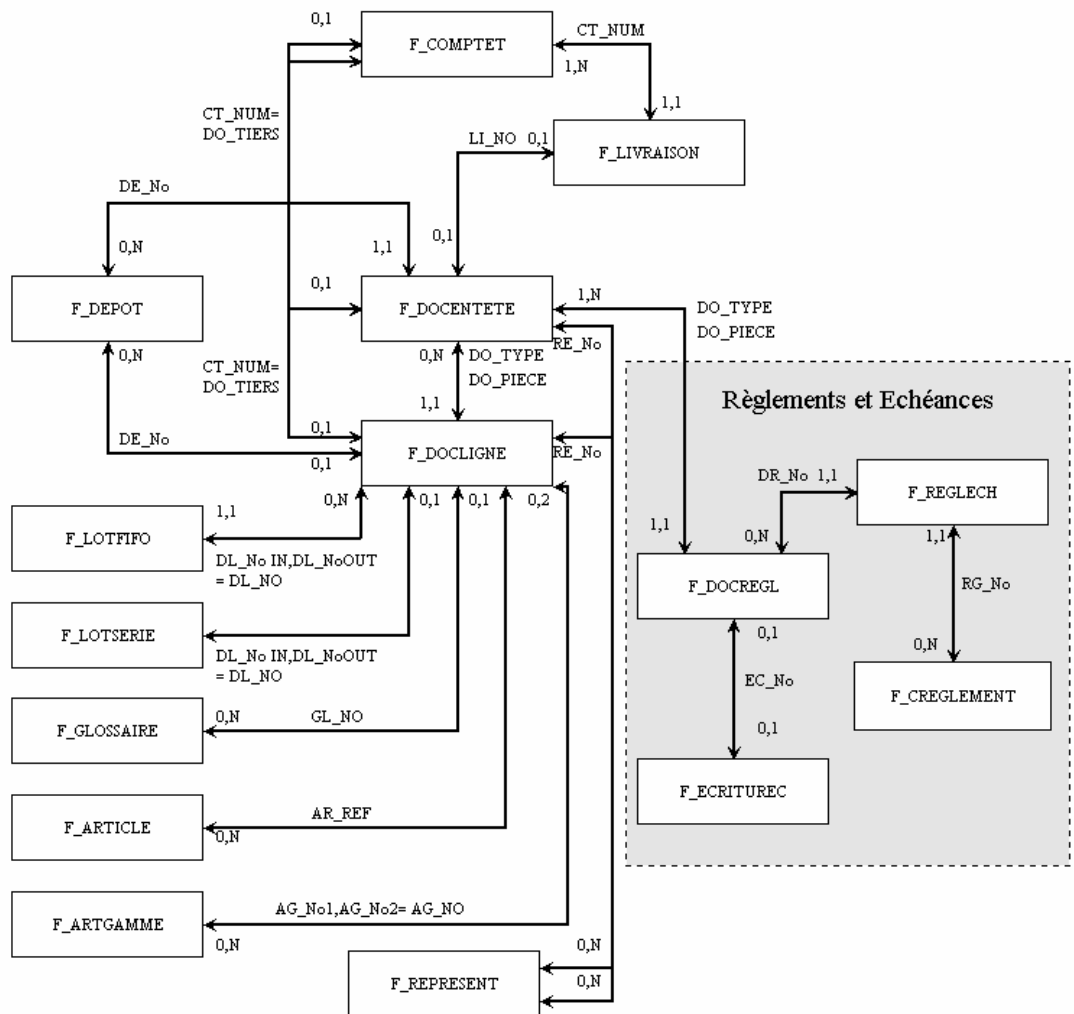 0,1
F_COMPTET
CT_NUM
1,N
CT_NUM=
DO_TIERS
1,1
LI_NO 0,1
F_LIVRAISON
DE_No
0,N
1,1
0,1
F_DEPOT
0,1
F_DOCENTETE
1,N
DO_TYPE
DO_PIECE
RE_No
0,N
CT_NUM=
DO_TIERS
0,N
DO_TYPE
DO_PIECE
1,1
Règlements et Echéances
DE_No
0,1
0,1
F_DOCLIGNE
RE_No
0,N
0,1
0,1
0,2
DR_No 1,1
F_REGLECH
1,1
F_LOTFIFO
DL_No IN,DL_NoOUT
= DL_NO
1,1
0,N
1,1
F_DOCREGL
RG_No
F_LOTSERIE
DL_No IN,DL_NoOUT
= DL_NO
0,1
0,N
EC_No
F_CREGLEMENT
F_GLOSSAIRE
0,N
GL_NO
0,1
F_ECRITUREC
F_ARTICLE
AR_REF
0,N
F_ARTGAMME
AG_No1,AG_No2= AG_NO
0,N
F_REPRESENT
0,N
0,N